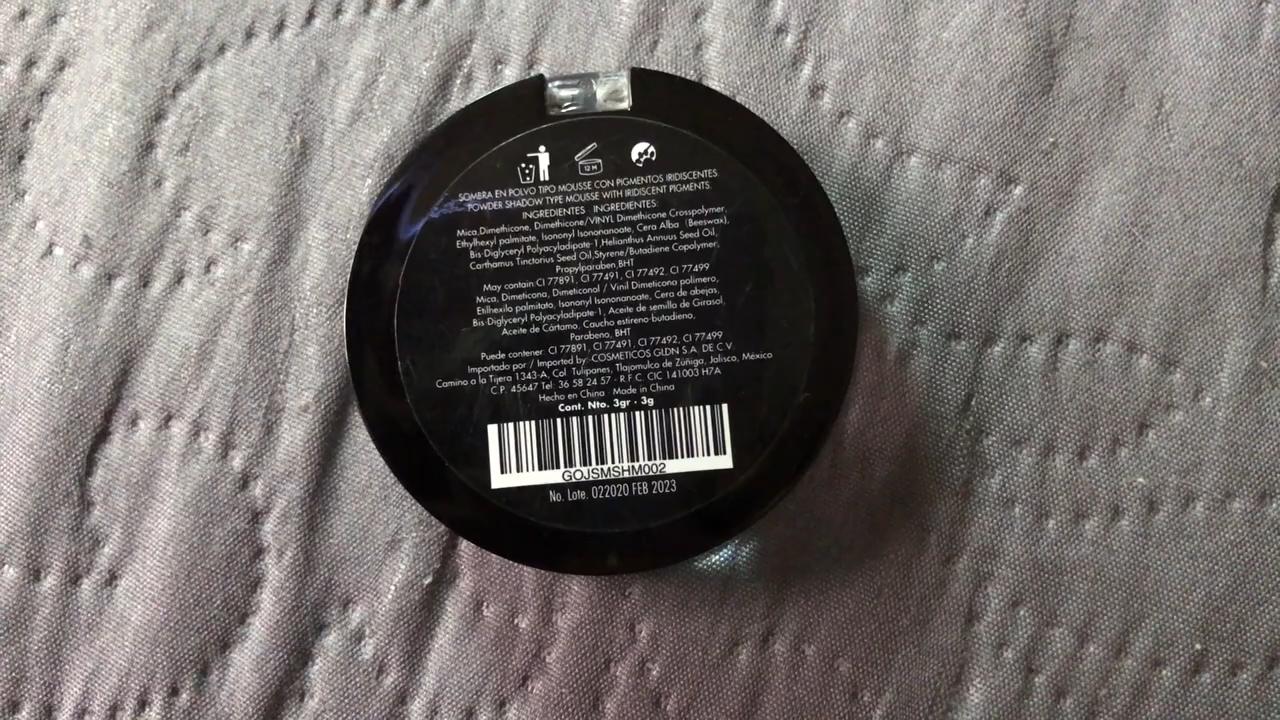 12 M
SOMBRA EN POLVO TIPO MOUSSE CON PIGMENTOS IRIDISCENTES
POWDER SHADOW TYPE MOUSSE WITH IRIDISCENT PIGMENTS.
INGREDIENTES INGREDIENTES:
Mica,Dimethicone, Dimethicone/VINYL Dimethicone Crosspolymer,
Ethylhexyl palmitate, Isononyl Isononanoate, Cera Alba (Beeswax),
Bis-Diglyceryl Polyacyladipate-1,Helianthus Annuus Seed Oil,
Carthamus Tinctorius Seed Oil,Styrene/Butadiene Copolymer,
Propylparaben,BHT
May contain:CI 77891, CI 77491, CI 77492, CI 77499
Mica, Dimeticona, Dimeticonol / Vinil Dimeticona polimero,
Etilhexilo palmitato, Isononyl Isononanoate, Cera de abejas,
Bis-Diglyceryl Polyacyladipate-1, Aceite de semilla de Girasol,
Aceite de Cártamo, Caucho estireno-butadieno,
Parabeno, BHT
Puede contener: CI 77891, CI 77491, CI 77492, CI 77499
Importado por / Imported by: COSMETICOS GLDN S.A. DE C.V.
Camino a la Tijera 1343-A, Col. Tulipanes, Tlajomulco de Zúñiga, Jalisco, México
C.P. 45647 Tel: 36 58 24 57 - R.F.C. CIC 141003 H7A
Hecho en China - Made in China
Cont. Nto. 3gr - 3g
GOJSMSHM002
No. Lote. 022020 FEB 2023